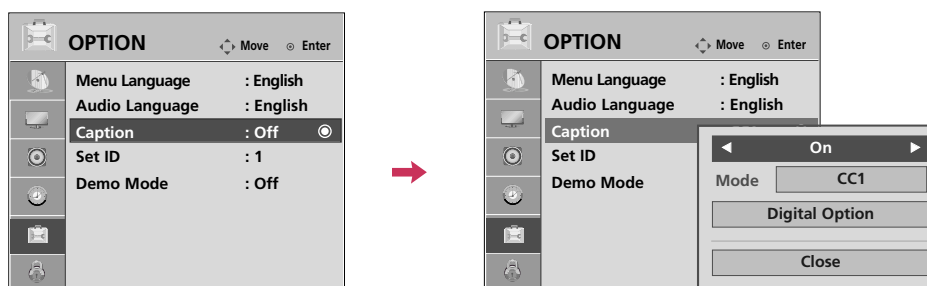 OPTION Move Enter
Menu Language : English
Audio Language : English
Caption : Off
Set ID : 1
Demo Mode : Off
OPTION Move Enter
Menu Language : English
Audio Language : English
Caption
Set ID
Demo Mode
On
Mode CC1
Digital Option
Close